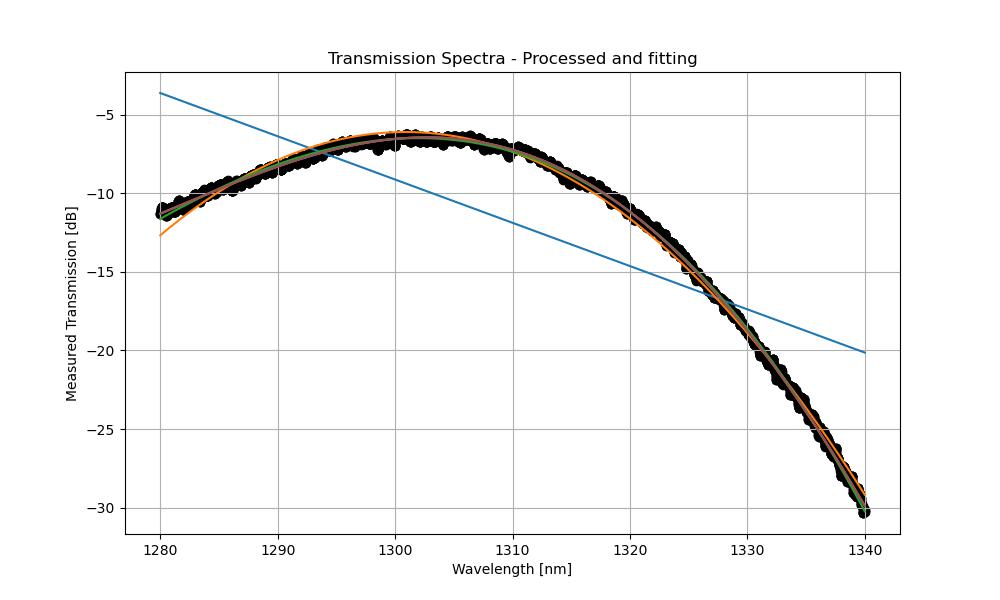 Transmission Spectra - Processed and fitting
Measured Transmission [dB]
−5
−10
−15
−20
−25
−30
1280 1290 1300 1310 1320 1330 1340
Wavelength [nm]